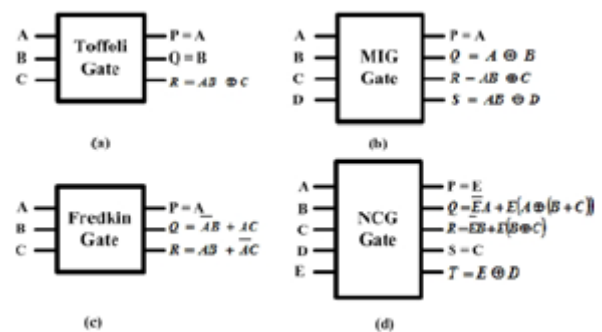 A
B
C
Toffoli
Gate
P = A
Q = B
R = AB ⊕ C
(a)
A
B
C
D
MIG
Gate
P = A
Q = A ⊕ B
R = AB ⊕ C
S = AB̅ ⊕ D
(b)
A
B
C
Fredkin
Gate
P = A
Q = A̅B + AC
R = AB + A̅C
(c)
A
B
C
D
E
NCG
Gate
P = E
Q = E̅A + E(A⊕(B + C))
R = E̅B + E(B⊕C)
S = C
T = E ⊕ D
(d)